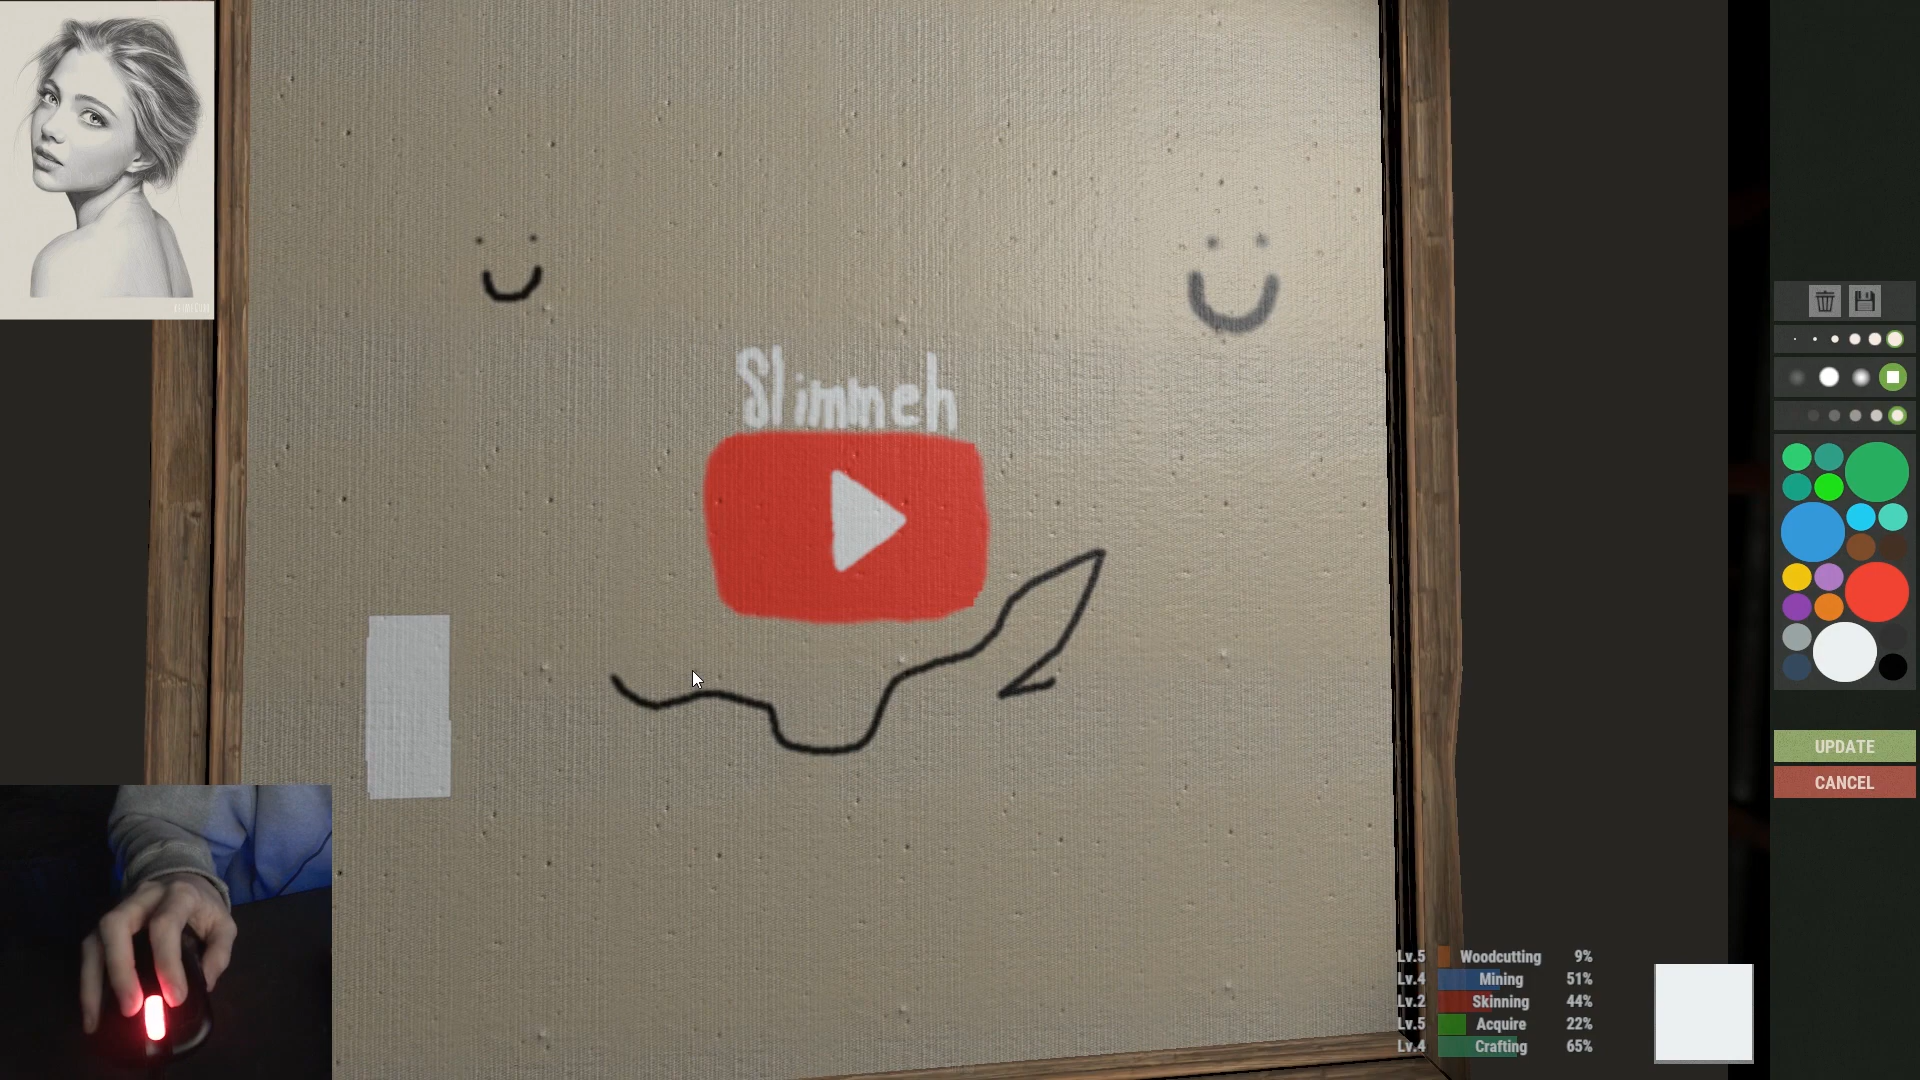 Slimmeh
UPDATE
CANCEL
Lv.5 Woodcutting 9%
Lv.4 Mining 51%
Lv.2 Skinning 44%
Lv.5 Acquire 22%
Lv.4 Crafting 65%